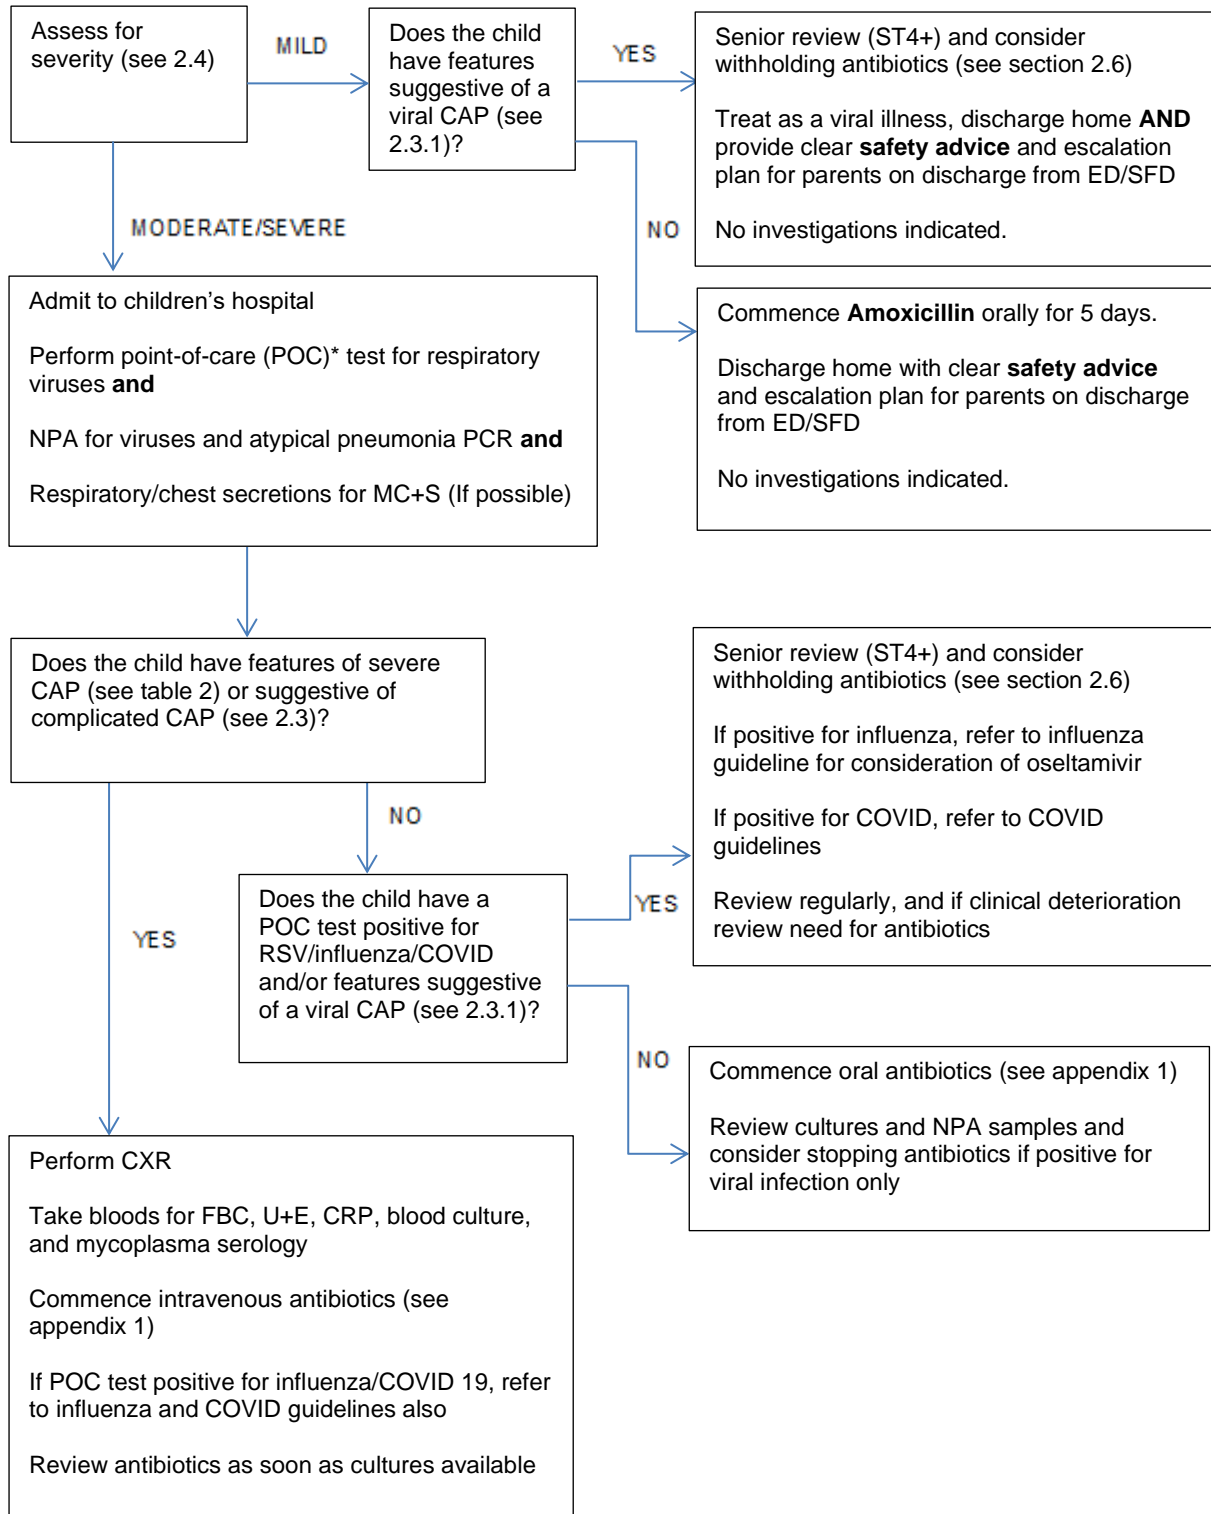 Assess for
severity (see 2.4)
MILD
Does the child
have features
suggestive of a
viral CAP (see
2.3.1)?
YES
Senior review (ST4+) and consider
withholding antibiotics (see section 2.6)
Treat as a viral illness, discharge home AND
provide clear safety advice and escalation
plan for parents on discharge from ED/SFD
No investigations indicated.
NO
Commence Amoxicillin orally for 5 days.
Discharge home with clear safety advice
and escalation plan for parents on discharge
from ED/SFD
No investigations indicated.
MODERATE/SEVERE
Admit to children's hospital
Perform point-of-care (POC)* test for respiratory
viruses and
NPA for viruses and atypical pneumonia PCR and
Respiratory/chest secretions for MC+S (If possible)
Does the child have features of severe
CAP (see table 2) or suggestive of
complicated CAP (see 2.3)?
NO
Does the child have a
POC test positive for
RSV/influenza/COVID
and/or features suggestive
of a viral CAP (see 2.3.1)?
YES
Senior review (ST4+) and consider
withholding antibiotics (see section 2.6)
If positive for influenza, refer to influenza
guideline for consideration of oseltamivir
If positive for COVID, refer to COVID
guidelines
Review regularly, and if clinical deterioration
review need for antibiotics
NO
Commence oral antibiotics (see appendix 1)
Review cultures and NPA samples and
consider stopping antibiotics if positive for
viral infection only
YES
Perform CXR
Take bloods for FBC, U+E, CRP, blood culture,
and mycoplasma serology
Commence intravenous antibiotics (see
appendix 1)
If POC test positive for influenza/COVID 19, refer
to influenza and COVID guidelines also
Review antibiotics as soon as cultures available